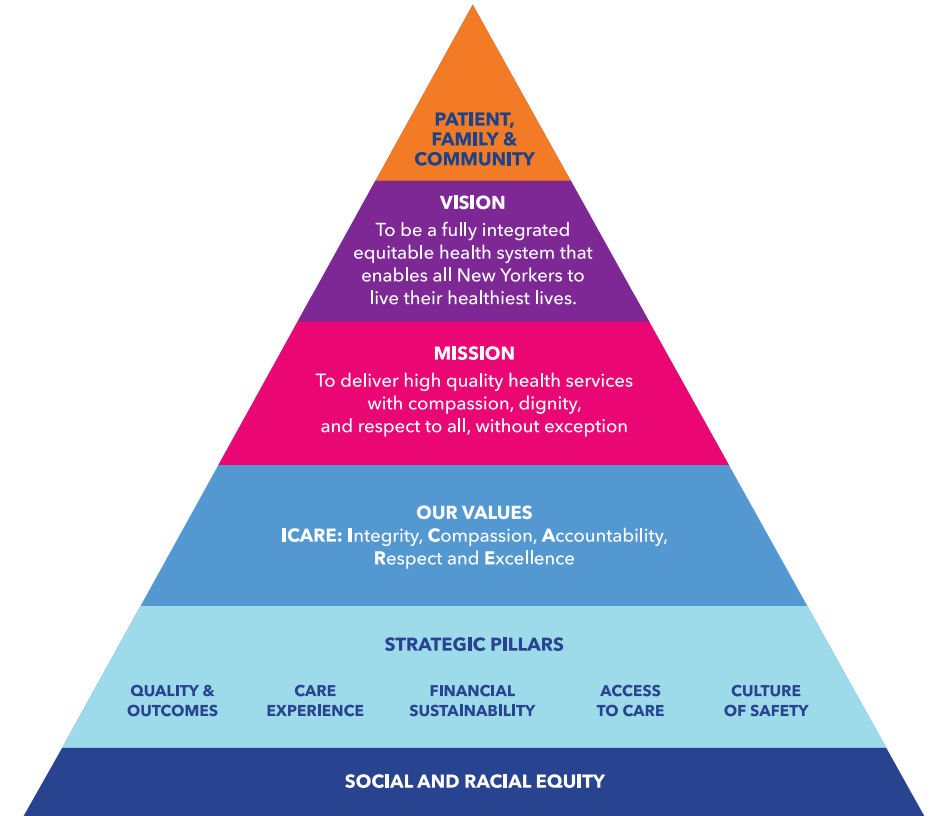 PATIENT,
FAMILY &
COMMUNITY
VISION
To be a fully integrated
equitable health system that
enables all New Yorkers to
live their healthiest lives.
MISSION
To deliver high quality health services
with compassion, dignity,
and respect to all, without exception
OUR VALUES
ICARE: Integrity, Compassion, Accountability,
Respect and Excellence
STRATEGIC PILLARS
QUALITY &
OUTCOMES
CARE
EXPERIENCE
FINANCIAL
SUSTAINABILITY
ACCESS
TO CARE
CULTURE
OF SAFETY
SOCIAL AND RACIAL EQUITY